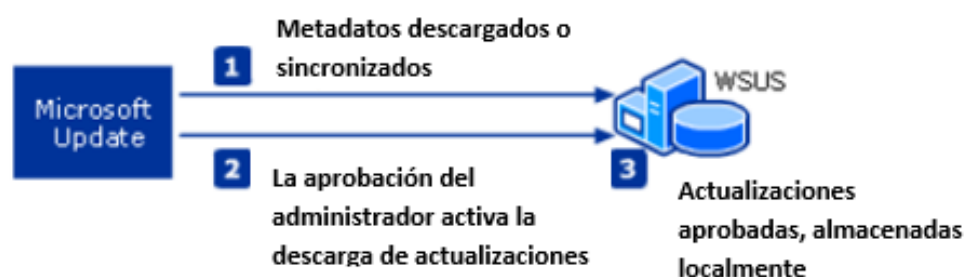 Metadatos descargados o
sincronizados
1
Microsoft
Update
WSUS
2
La aprobación del
administrador activa la
descarga de actualizaciones
3
Actualizaciones
aprobadas, almacenadas
localmente